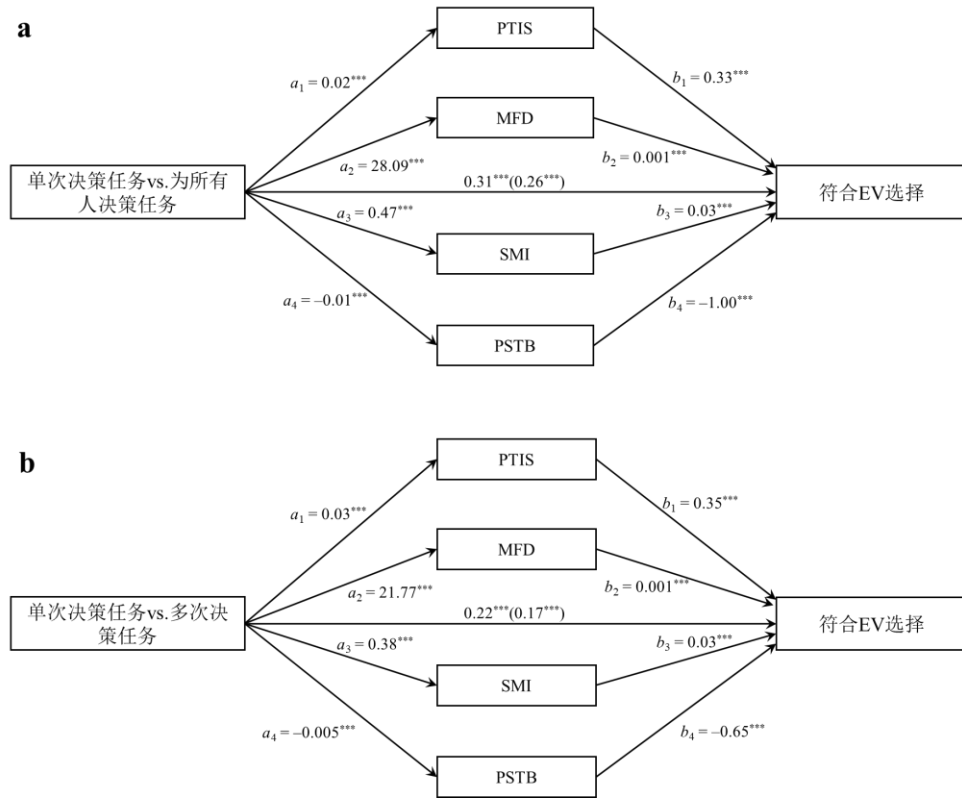 a
PTIS
a₁ = 0.02***
b₁ = 0.33***
MFD
a₂ = 28.09***
b₂ = 0.001***
单次决策任务vs.为所有
人决策任务
0.31***(0.26***)
符合EV选择
a₃ = 0.47***
b₃ = 0.03***
SMI
a₄ = –0.01***
b₄ = –1.00***
PSTB
b
PTIS
a₁ = 0.03***
b₁ = 0.35***
MFD
a₂ = 21.77***
b₂ = 0.001***
单次决策任务vs.多次决
策任务
0.22***(0.17***)
符合EV选择
a₃ = 0.38***
b₃ = 0.03***
SMI
a₄ = –0.005***
b₄ = –0.65***
PSTB